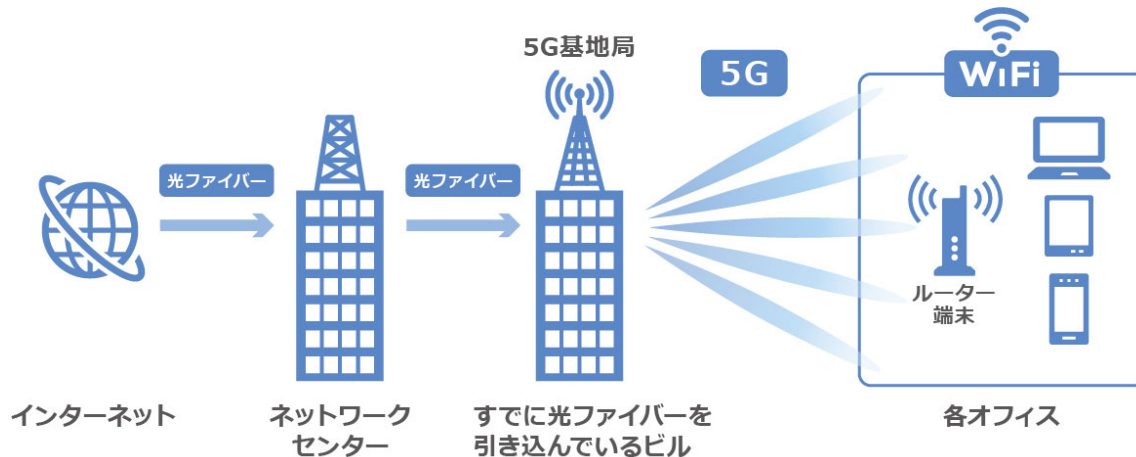 5G基地局
5G
WiFi
光ファイバー
光ファイバー
ルーター
端末
インターネット
ネットワーク
センター
すでに光ファイバーを
引き込んでいるビル
各オフィス